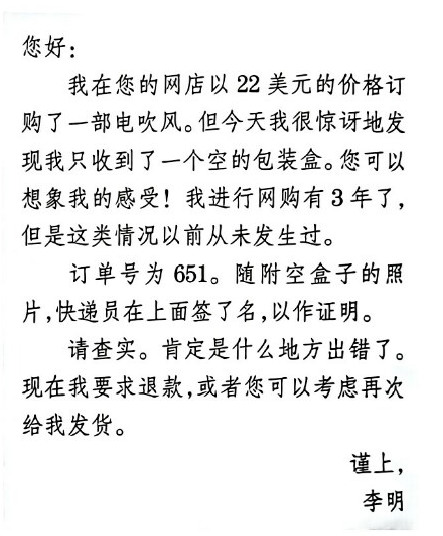 您好：
我在您的网店以 22 美元的价格订
购了一部电吹风。但今天我很惊讶地发
现我只收到了一个空的包装盒。您可以
想象我的感受！我进行网购有 3 年了，
但是这类情况以前从未发生过。
订单号为 651。随附空盒子的照
片，快递员在上面签了名，以作证明。
请查实。肯定是什么地方出错了。
现在我要求退款，或者您可以考虑再次
给我发货。
谨上，
李明